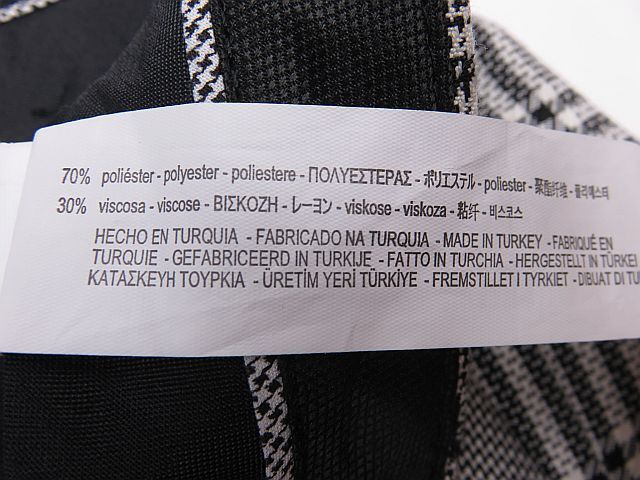 70% poliéster - polyester - poliestere - ΠΟΛΥΕΣΤΕΡΑΣ - ポリエステル - poliester - 聚酯纤维 - 폴리에스터
30% viscosa - viscose - ΒΙΣΚΟΖΗ - レーヨン - viskose - viskoza - 粘纤 - 비스코스
HECHO EN TURQUIA - FABRICADO NA TURQUIA - MADE IN TURKEY - FABRIQUÉ EN
TURQUIE - GEFABRICEERD IN TURKIJE - FATTO IN TURCHIA - HERGESTELLT IN TÜRKEI
ΚΑΤΑΣΚΕΥΗ ΤΟΥΡΚΙΑ - ÜRETİM YERİ TÜRKİYE - FREMSTILLET I TYRKIET - DIBUAT DI TU